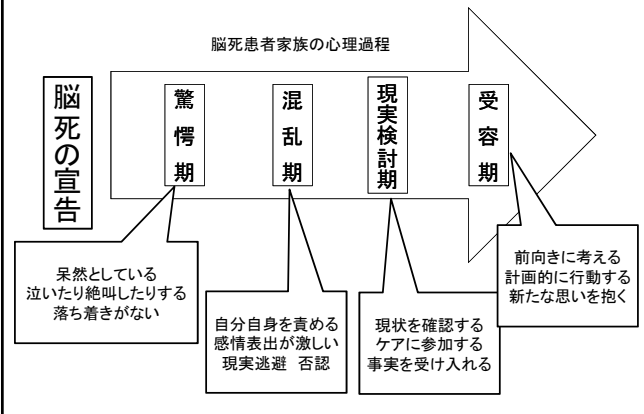 脳死患者家族の心理過程
脳死の宣告
驚愕期
混乱期
現実検討期
受容期
呆然としている
泣いたり絶叫したりする
落ち着きがない
自分自身を責める
感情表出が激しい
現実逃避 否認
現状を確認する
ケアに参加する
事実を受け入れる
前向きに考える
計画的に行動する
新たな思いを抱く